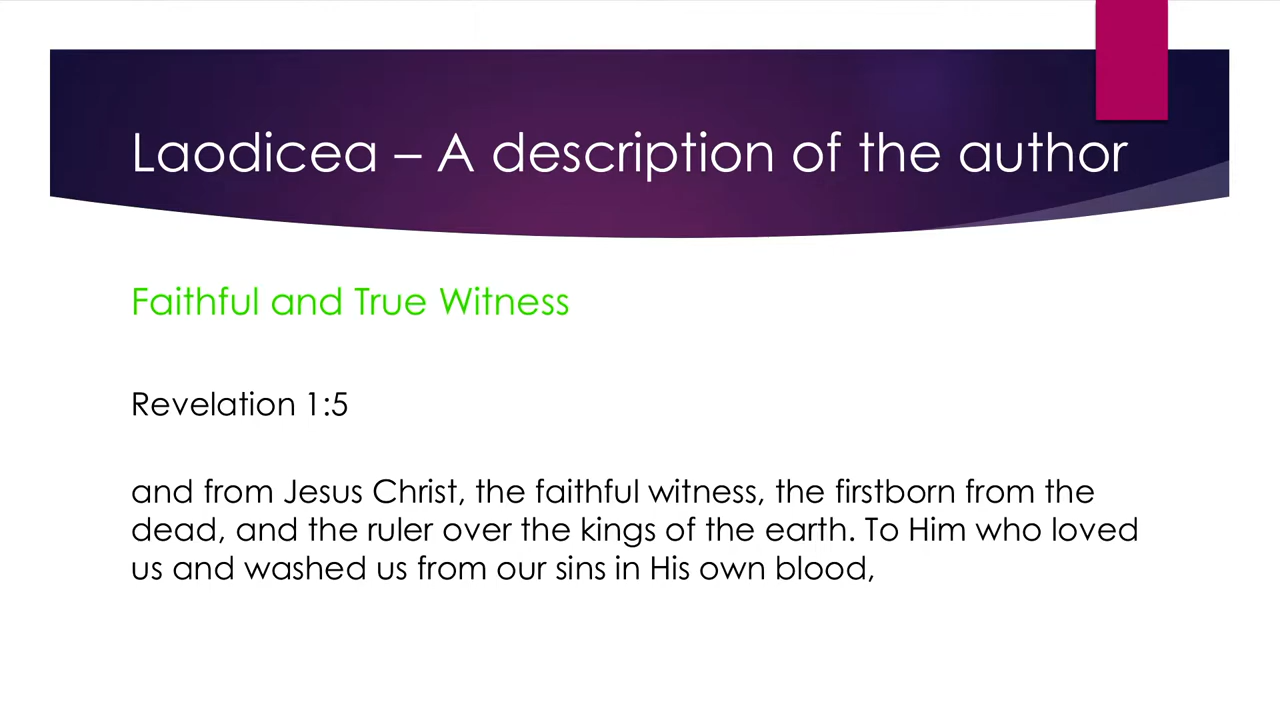 Laodicea – A description of the author
Faithful and True Witness
Revelation 1:5
and from Jesus Christ, the faithful witness, the firstborn from the
dead, and the ruler over the kings of the earth. To Him who loved
us and washed us from our sins in His own blood,